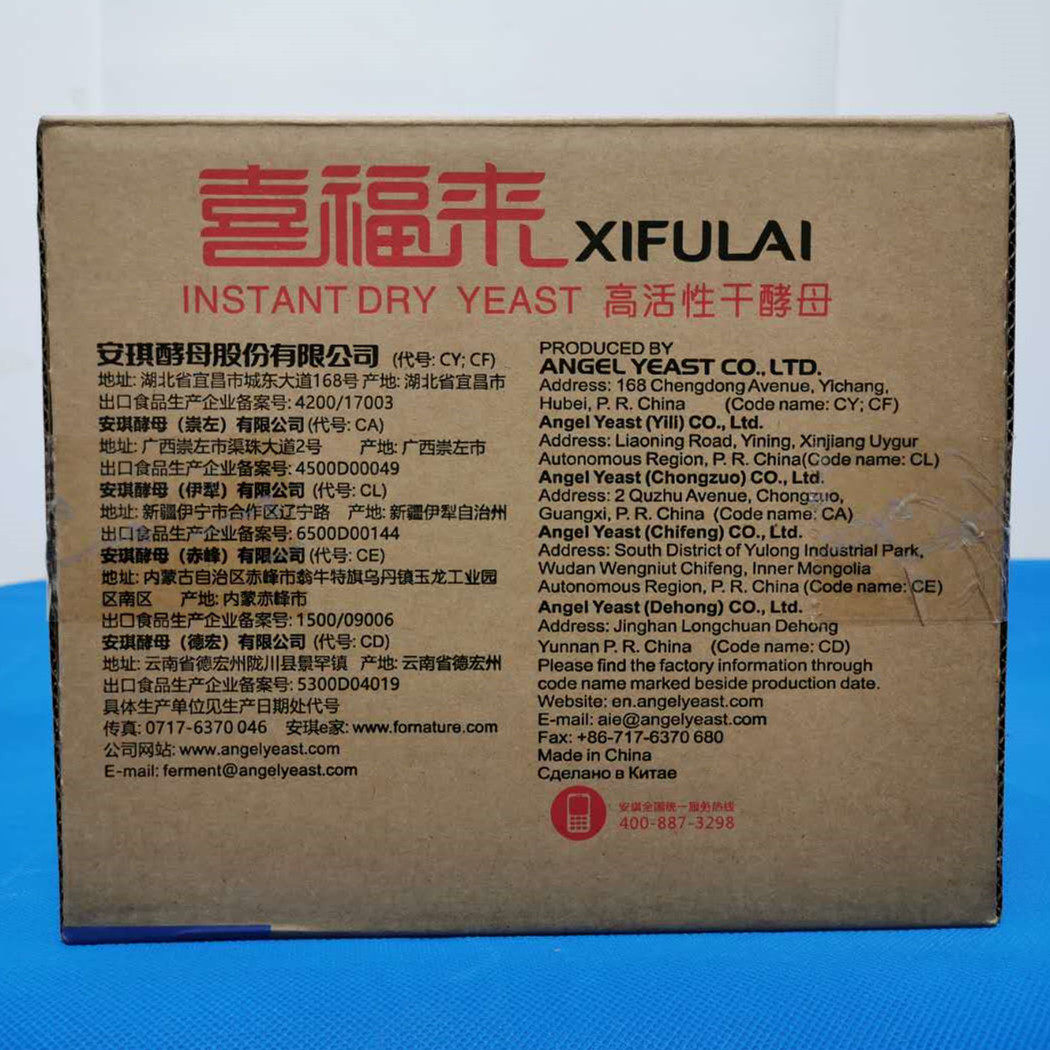 喜福来 XIFULAI
INSTANT DRY YEAST 高活性干酵母
安琪酵母股份有限公司 (代号: CY; CF)
地址: 湖北省宜昌市城东大道168号 产地: 湖北省宜昌市
出口食品生产企业备案号: 4200/17003
安琪酵母（崇左）有限公司 (代号: CA)
地址: 广西崇左市渠珠大道2号 产地: 广西崇左市
出口食品生产企业备案号: 4500D00049
安琪酵母（伊犁）有限公司 (代号: CL)
地址: 新疆伊宁市合作区辽宁路 产地: 新疆伊犁自治州
出口食品生产企业备案号: 6500D00144
安琪酵母（赤峰）有限公司 (代号: CE)
地址: 内蒙古自治区赤峰市翁牛特旗乌丹镇玉龙工业园
区南区 产地: 内蒙赤峰市
出口食品生产企业备案号: 1500/09006
安琪酵母（德宏）有限公司 (代号: CD)
地址: 云南省德宏州陇川县景罕镇 产地: 云南省德宏州
出口食品生产企业备案号: 5300D04019
具体生产单位见生产日期处代号
传真: 0717-6370 046 安琪e家: www.fornature.com
公司网站: www.angelyeast.com
E-mail: ferment@angelyeast.com
PRODUCED BY
ANGEL YEAST CO., LTD.
Address: 168 Chengdong Avenue, Yichang,
Hubei, P. R. China (Code name: CY; CF)
Angel Yeast (Yili) CO., Ltd.
Address: Liaoning Road, Yining, Xinjiang Uygur
Autonomous Region, P. R. China(Code name: CL)
Angel Yeast (Chongzuo) CO., Ltd.
Address: 2 Quzhu Avenue, Chongzuo,
Guangxi, P. R. China (Code name: CA)
Angel Yeast (Chifeng) CO., Ltd.
Address: South District of Yulong Industrial Park,
Wudan Wengniut Chifeng, Inner Mongolia
Autonomous Region, P. R. China (Code name: CE)
Angel Yeast (Dehong) CO., Ltd.
Address: Jinghan Longchuan Dehong
Yunnan P. R. China (Code name: CD)
Please find the factory information through
code name marked beside production date.
Website: en.angelyeast.com
E-mail: aie@angelyeast.com
Fax: +86-717-6370 680
Made in China
Сделано в Китае
安琪全国统一服务热线
400-887-3298